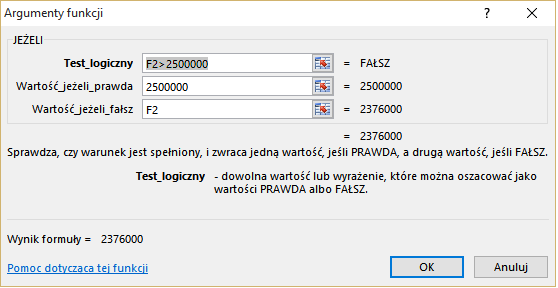 Argumenty funkcji ? ×
JEŻELI
Test_logiczny F2>2500000 = FAŁSZ
Wartość_jeżeli_prawda 2500000 = 2500000
Wartość_jeżeli_fałsz F2 = 2376000
= 2376000
Sprawdza, czy warunek jest spełniony, i zwraca jedną wartość, jeśli PRAWDA, a drugą wartość, jeśli FAŁSZ.
Test_logiczny - dowolna wartość lub wyrażenie, które można oszacować jako
wartości PRAWDA albo FAŁSZ.
Wynik formuły = 2376000
Pomoc dotycząca tej funkcji OK Anuluj